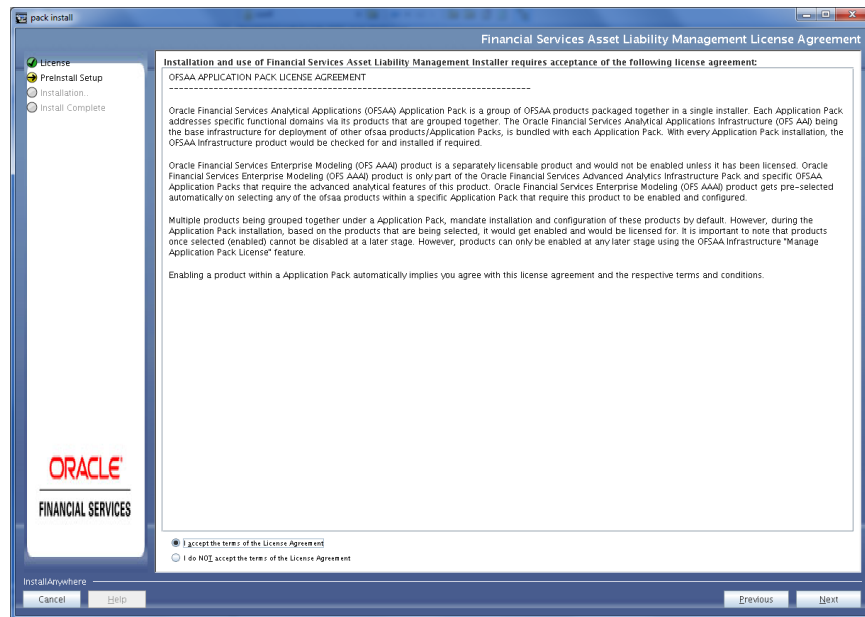 pack install
Financial Services Asset Liability Management License Agreement
License
PreInstall Setup
Installation..
Install Complete
Installation and use of Financial Services Asset Liability Management Installer requires acceptance of the following license agreement:
OFSAA APPLICATION PACK LICENSE AGREEMENT
------------------------------------------------------------------------
Oracle Financial Services Analytical Applications (OFSAA) Application Pack is a group of OFSAA products packaged together in a single installer. Each Application Pack
addresses specific functional domains via its products that are grouped together. The Oracle Financial Services Analytical Applications Infrastructure (OFS AAI) being
the base infrastructure for deployment of other ofsaa products/Application Packs, is bundled with each Application Pack. With every Application Pack installation, the
OFSAA Infrastructure product would be checked for and installed if required.
Oracle Financial Services Enterprise Modeling (OFS AAAI) product is a separately licensable product and would not be enabled unless it has been licensed. Oracle
Financial Services Enterprise Modeling (OFS AAAI) product is only part of the Oracle Financial Services Advanced Analytics Infrastructure Pack and specific OFSAA
Application Packs that require the advanced analytical features of this product. Oracle Financial Services Enterprise Modeling (OFS AAAI) product gets pre-selected
automatically on selecting any of the ofsaa products within a specific Application Pack that require this product to be enabled and configured.
Multiple products being grouped together under a Application Pack, mandate installation and configuration of these products by default. However, during the
Application Pack installation, based on the products that are being selected, it would get enabled and would be licensed for. It is important to note that products
once selected (enabled) cannot be disabled at a later stage. However, products can only be enabled at any later stage using the OFSAA Infrastructure "Manage
Application Pack License" feature.
Enabling a product within a Application Pack automatically implies you agree with this license agreement and the respective terms and conditions.
ORACLE
FINANCIAL SERVICES
I accept the terms of the License Agreement
I do NOT accept the terms of the License Agreement
InstallAnywhere
Cancel
Help
Previous
Next